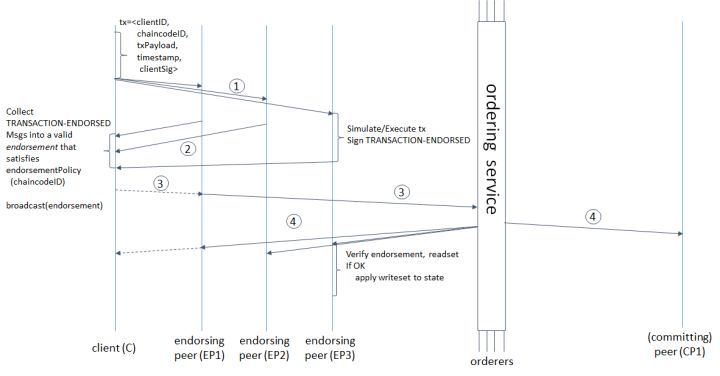 tx=<clientID,
chaincodeID,
txPayload,
timestamp,
clientSig>
1
Collect
TRANSACTION-ENDORSED
Msgs into a valid
endorsement that
satisfies
endorsementPolicy
(chaincodeID)
2
Simulate/Execute tx
Sign TRANSACTION-ENDORSED
3
3
broadcast(endorsement)
4
4
Verify endorsement, readset
If OK
apply writeset to state
ordering service
client (C)
endorsing
peer (EP1)
endorsing
peer (EP2)
endorsing
peer (EP3)
orderers
(committing)
peer (CP1)